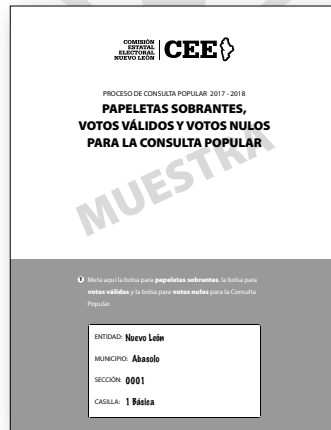 COMISIÓN
ESTATAL
ELECTORAL
NUEVO LEÓN
CEE
PROCESO DE CONSULTA POPULAR 2017 - 2018
PAPELETAS SOBRANTES,
VOTOS VÁLIDOS Y VOTOS NULOS
PARA LA CONSULTA POPULAR
MUESTRA
1 Meta aquí la bolsa para papeletas sobrantes, la bolsa para
votos válidos y la bolsa para votos nulos para la Consulta
Popular.
ENTIDAD: Nuevo León
MUNICIPIO: Abasolo
SECCIÓN: 0001
CASILLA: 1 Básica